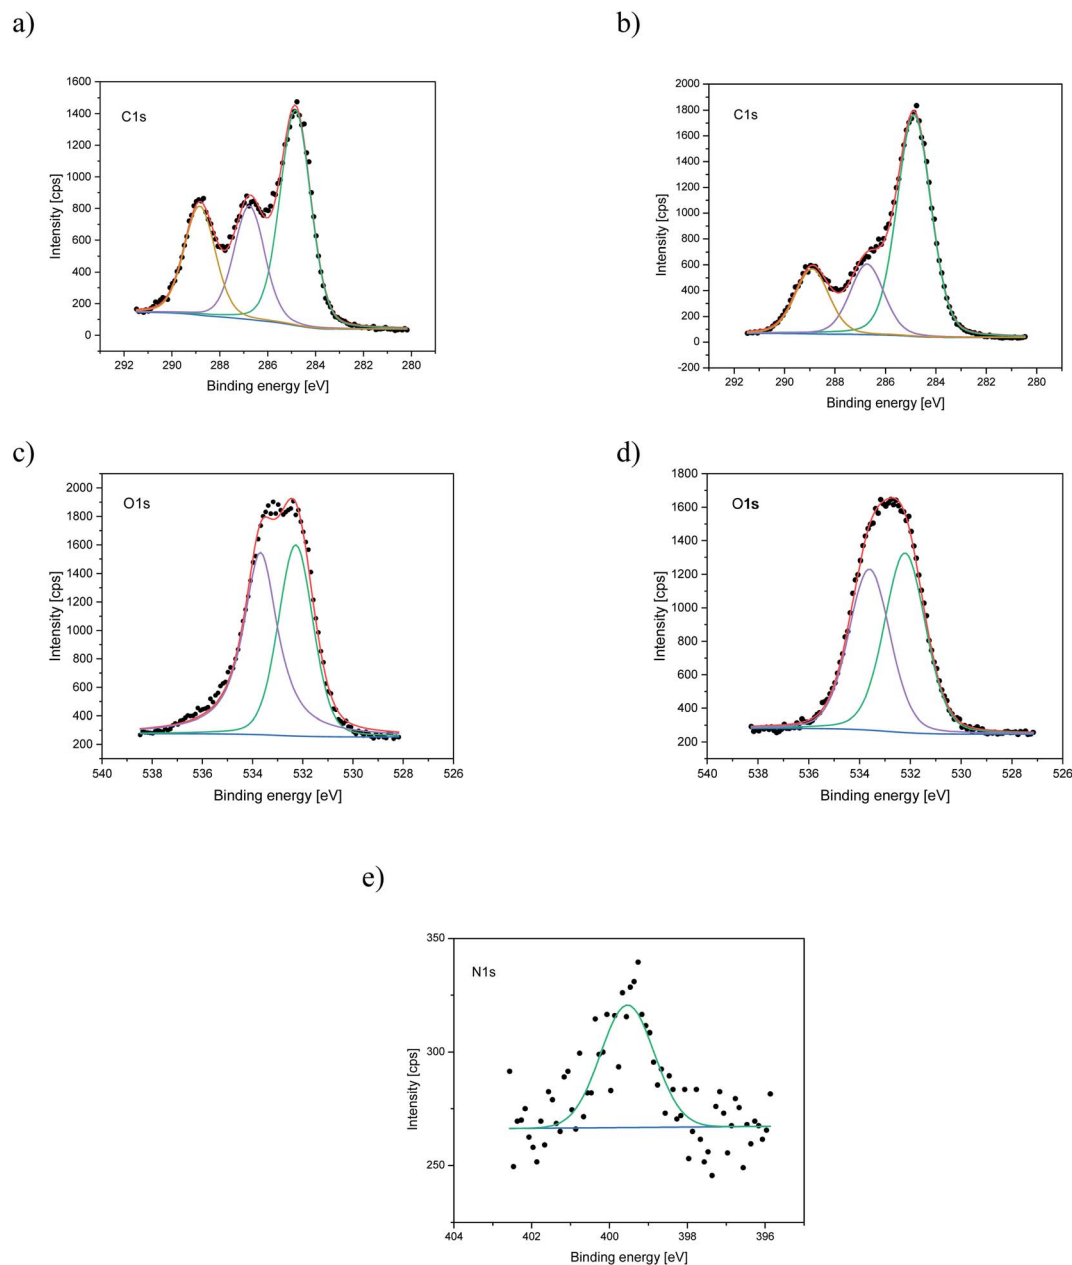 a)
C1s
Intensity [cps]
1600
1400
1200
1000
800
600
400
200
0
292 290 288 286 284 282 280
Binding energy [eV]
b)
C1s
Intensity [cps]
2000
1800
1600
1400
1200
1000
800
600
400
200
0
-200
292 290 288 286 284 282 280
Binding energy [eV]
c)
O1s
Intensity [cps]
2000
1800
1600
1400
1200
1000
800
600
400
200
540 538 536 534 532 530 528 526
Binding energy [eV]
d)
O1s
Intensity [cps]
1800
1600
1400
1200
1000
800
600
400
200
540 538 536 534 532 530 528 526
Binding energy [eV]
e)
N1s
Intensity [cps]
350
300
250
404 402 400 398 396
Binding energy [eV]